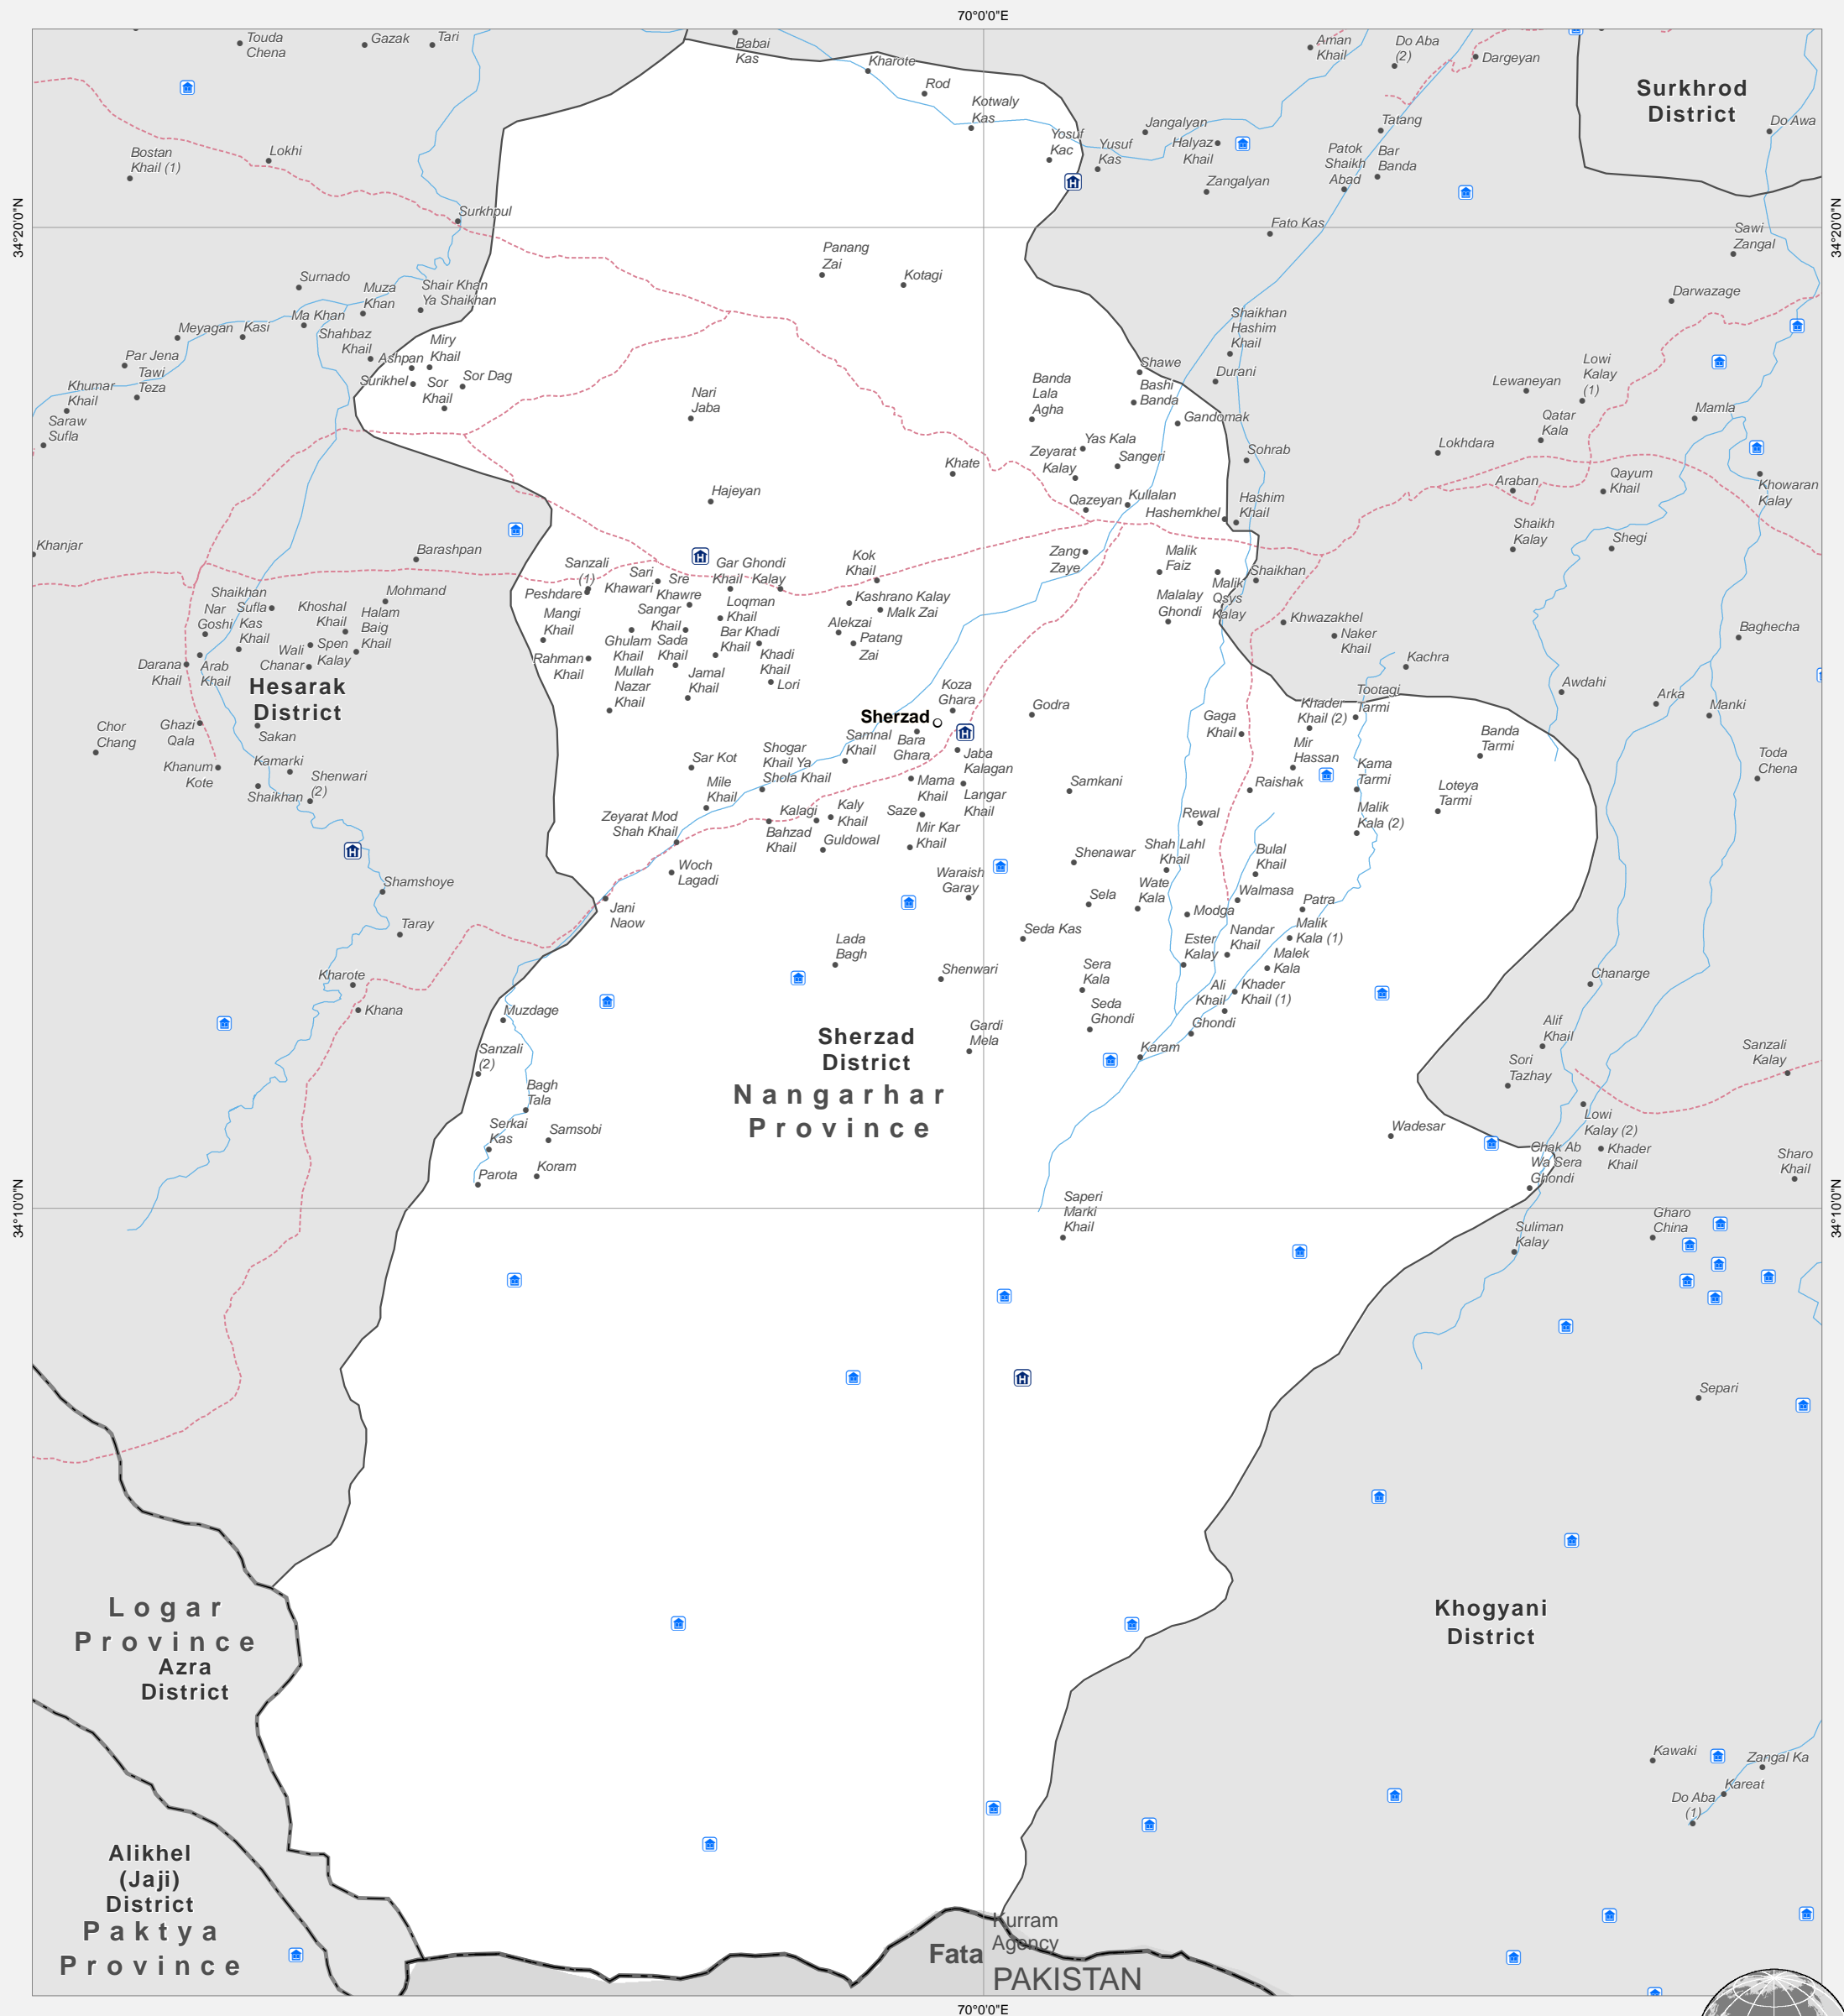 70°0'0"E
Touda
Chena
Gazak
Tari
Babai
Kas
Kharote
Rod
Kotwaly
Kas
Aman
Khail
Do Aba
(2)
Dargeyan
Surkhrod
District
Do Awa
Bostan
Khail (1)
Lokhi
Yosuf
Kac
Yusuf
Kas
Jangalyan
Halyaz
Khail
Zangalyan
Tatang
Patok
Shaikh
Abad
Bar
Banda
Surkhpul
Fato Kas
34°20'0"N
34°20'0"N
Sawi
Zangal
Panang
Zai
Kotagi
Surnado
Muza
Khan
Shair Khan
Ya Shaikhan
Darwazage
Ma Khan
Meyagan
Kasi
Shahbaz
Khail
Miry
Khail
Ashpan
Surikhel
Sor
Khail
Sor Dag
Par Jena
Tawi
Teza
Khumar
Khail
Saraw
Sufla
Shaikhan
Hashim
Khail
Shawe
Durani
Bashi
Banda
Gandomak
Banda
Lala
Agha
Nari
Jaba
Lewaneyan
Lowi
Kalay
(1)
Qatar
Kala
Mamla
Lokhdara
Yas Kala
Zeyarat
Kalay
Sangeri
Sohrab
Khate
Hajeyan
Qazeyan
Kullalan
Hashemkhel
Hashim
Khail
Araban
Qayum
Khail
Khowaran
Kalay
Shaikh
Kalay
Shegi
Khanjar
Barashpan
Sanzali
(1)
Peshdare
Sari
Khawari
Sre
Khawre
Gar Ghondi
Khail
Kalay
Kok
Khail
Zang
Zaye
Malik
Faiz
Shaikhan
Malik
Qsys
Kalay
Malalay
Ghondi
Kashrano Kalay
Malk Zai
Mohmand
Shaikhan
Sufla
Kas
Khail
Nar
Goshi
Khoshal
Khail
Halam
Baig
Khail
Mangi
Khail
Sangar
Khail
Loqman
Khail
Alekzai
Patang
Zai
Khwazakhel
Naker
Khail
Baghecha
Wali
Chanar
Spen
Kalay
Ghulam
Khail
Sada
Khail
Bar Khadi
Khail
Khadi
Khail
Darana
Khail
Arab
Khail
Rahman
Khail
Mullah
Nazar
Khail
Jamal
Khail
Lori
Kachra
Hesarak
District
Koza
Ghara
Godra
Awdahi
Arka
Manki
Tootagi
Tarmi
Khader
Khail (2)
Gaga
Khail
Sherzad
Chor
Chang
Ghazi
Qala
Sakan
Samnal
Khail
Bara
Ghara
Jaba
Kalagan
Mir
Hassan
Banda
Tarmi
Toda
Chena
Khanum
Kote
Kamarki
Shenwari
(2)
Shaikhan
Sar Kot
Shogar
Khail Ya
Shola Khail
Mile
Khail
Mama
Khail
Langar
Khail
Samkani
Raishak
Kama
Tarmi
Loteya
Tarmi
Zeyarat Mod
Shah Khail
Kalagi
Kaly
Khail
Saze
Rewal
Malik
Kala (2)
Bahzad
Khail
Guldowal
Mir Kar
Khail
Woch
Lagadi
Waraish
Garay
Shenawar
Shah Lahl
Khail
Bulal
Khail
Shamshoye
Wate
Kala
Walmasa
Sela
Patra
Taray
Jani
Naow
Modga
Malik
Kala (1)
Lada
Bagh
Seda Kas
Ester
Kalay
Nandar
Khail
Malek
Kala
Kharote
Shenwari
Sera
Kala
Chanarge
Khana
Muzdage
Ali
Khail
Khader
Khail (1)
Seda
Ghondi
Ghondi
Sherzad
District
Nangarhar
Province
Gardi
Mela
Karam
Alif
Khail
Sanzali
(2)
Sori
Tazhay
Sanzali
Kalay
Bagh
Tala
Serkai
Kas
Samsobi
Wadesar
Lowi
Kalay (2)
Chak Ab
Wa Sera
Ghondi
Khader
Khail
Sharo
Khail
Parota
Koram
34°10'0"N
34°10'0"N
Saperi
Marki
Khail
Suliman
Kalay
Gharo
China
Separi
Logar
Province
Azra
District
Khogyani
District
Kawaki
Zangal Ka
Kareat
Do Aba
(1)
Alikhel
(Jaji)
District
Paktya
Province
Kurram
Agency
Fata
PAKISTAN
70°0'0"E